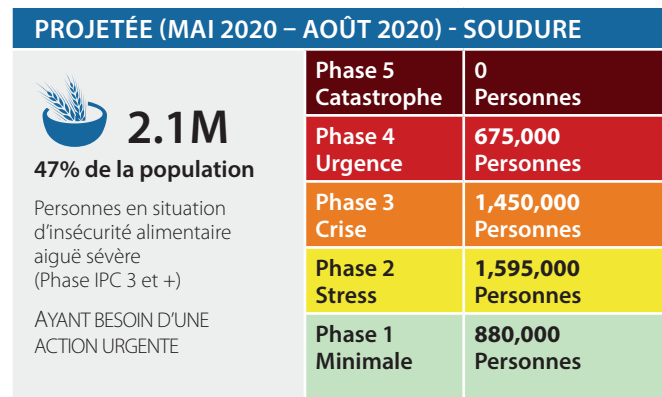 PROJETÉE (MAI 2020 – AOÛT 2020) - SOUDURE
2.1M
47% de la population
Personnes en situation
d’insécurité alimentaire
aiguë sévère
(Phase IPC 3 et +)
AYANT BESOIN D’UNE
ACTION URGENTE
Phase 5 0
Catastrophe Personnes
Phase 4 675,000
Urgence Personnes
Phase 3 1,450,000
Crise Personnes
Phase 2 1,595,000
Stress Personnes
Phase 1 880,000
Minimale Personnes